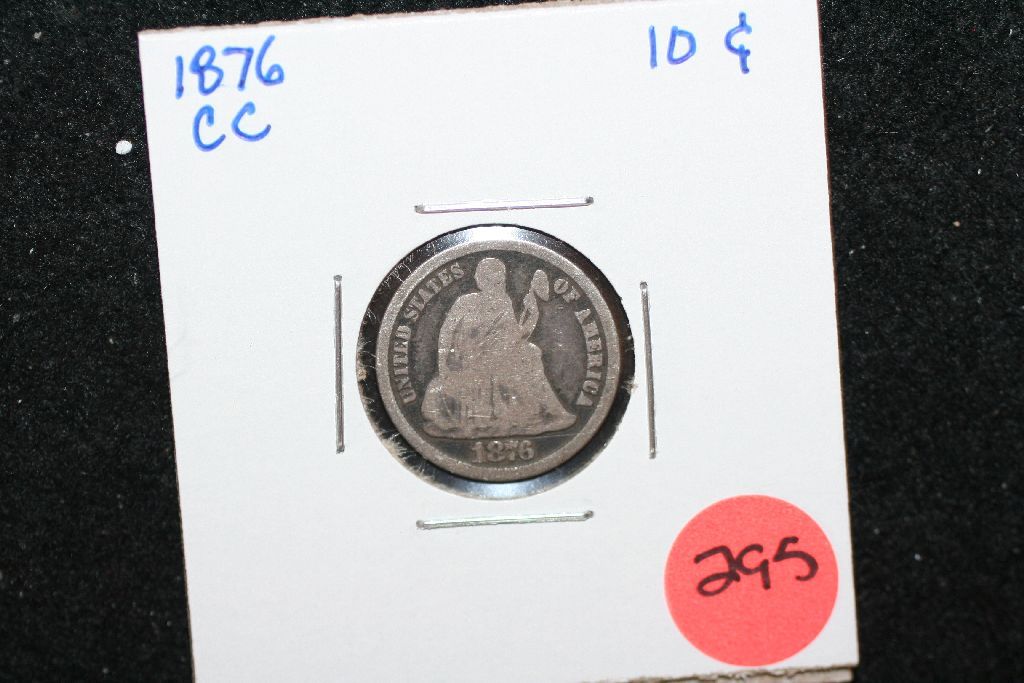 1876
CC
10 ¢
UNITED STATES OF AMERICA
1876
295